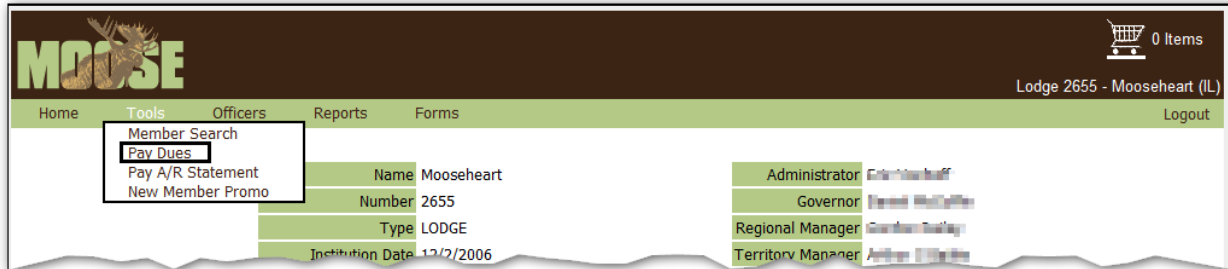 MOOSE
0 Items
Lodge 2655 - Mooseheart (IL)
Home Tools Officers Reports Forms Logout
Member Search
Pay Dues
Pay A/R Statement
New Member Promo
Name Mooseheart
Number 2655
Type LODGE
Institution Date 12/2/2006
Administrator
Governor
Regional Manager
Territory Manager